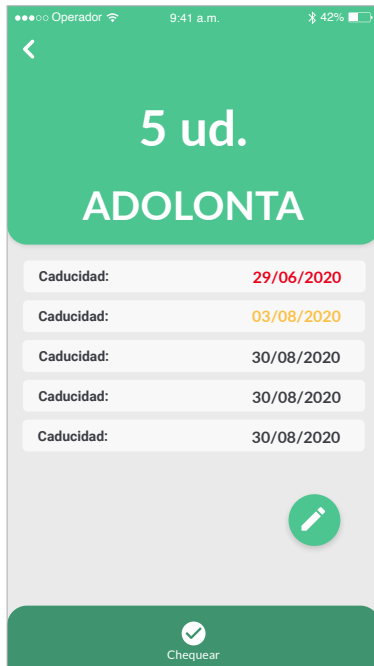 Operador 9:41 a.m. 42%
5 ud.
ADOLONTA
Caducidad: 29/06/2020
Caducidad: 03/08/2020
Caducidad: 30/08/2020
Caducidad: 30/08/2020
Caducidad: 30/08/2020
Chequear